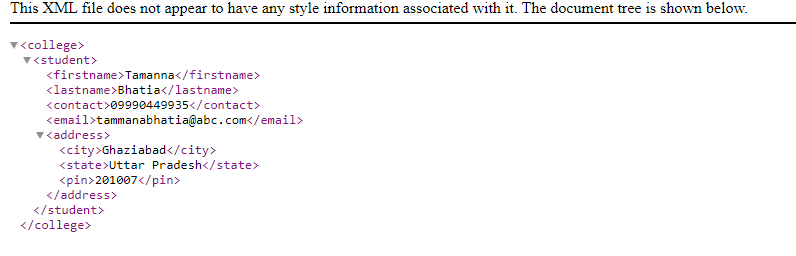 This XML file does not appear to have any style information associated with it. The document tree is shown below.
▼<college>
▼<student>
<firstname>Tamanna</firstname>
<lastname>Bhatia</lastname>
<contact>09990449935</contact>
<email>tammanabhatia@abc.com</email>
▼<address>
<city>Ghaziabad</city>
<state>Uttar Pradesh</state>
<pin>201007</pin>
</address>
</student>
</college>